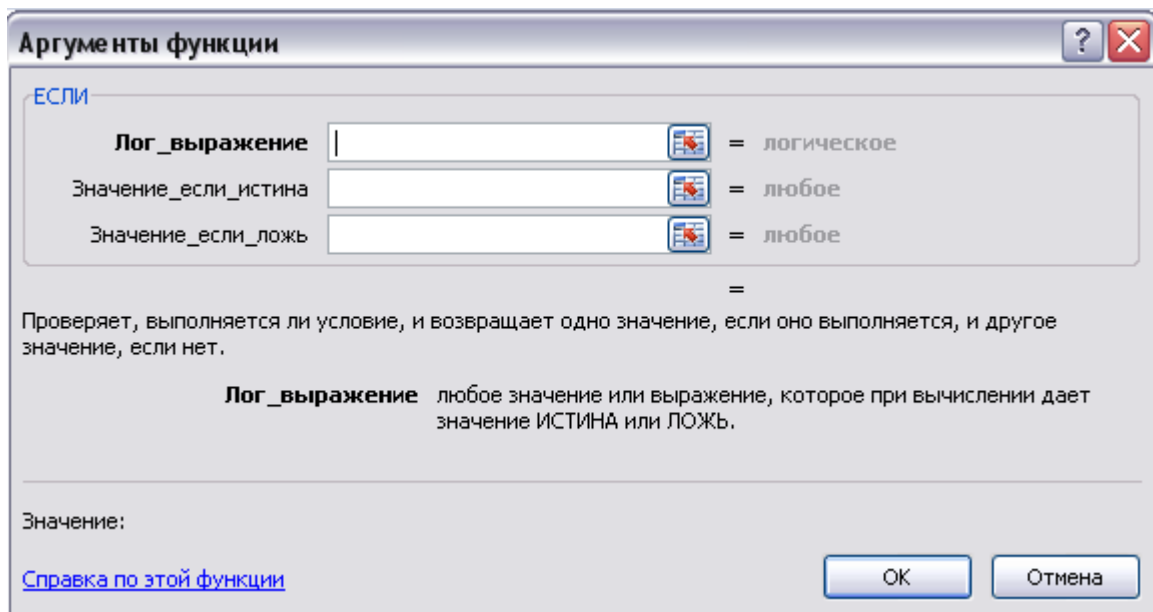 Аргументы функции ?
ЕСЛИ
Лог_выражение = логическое
Значение_если_истина = любое
Значение_если_ложь = любое
=
Проверяет, выполняется ли условие, и возвращает одно значение, если оно выполняется, и другое
значение, если нет.
Лог_выражение любое значение или выражение, которое при вычислении дает
значение ИСТИНА или ЛОЖЬ.
Значение:
Справка по этой функции OK Отмена